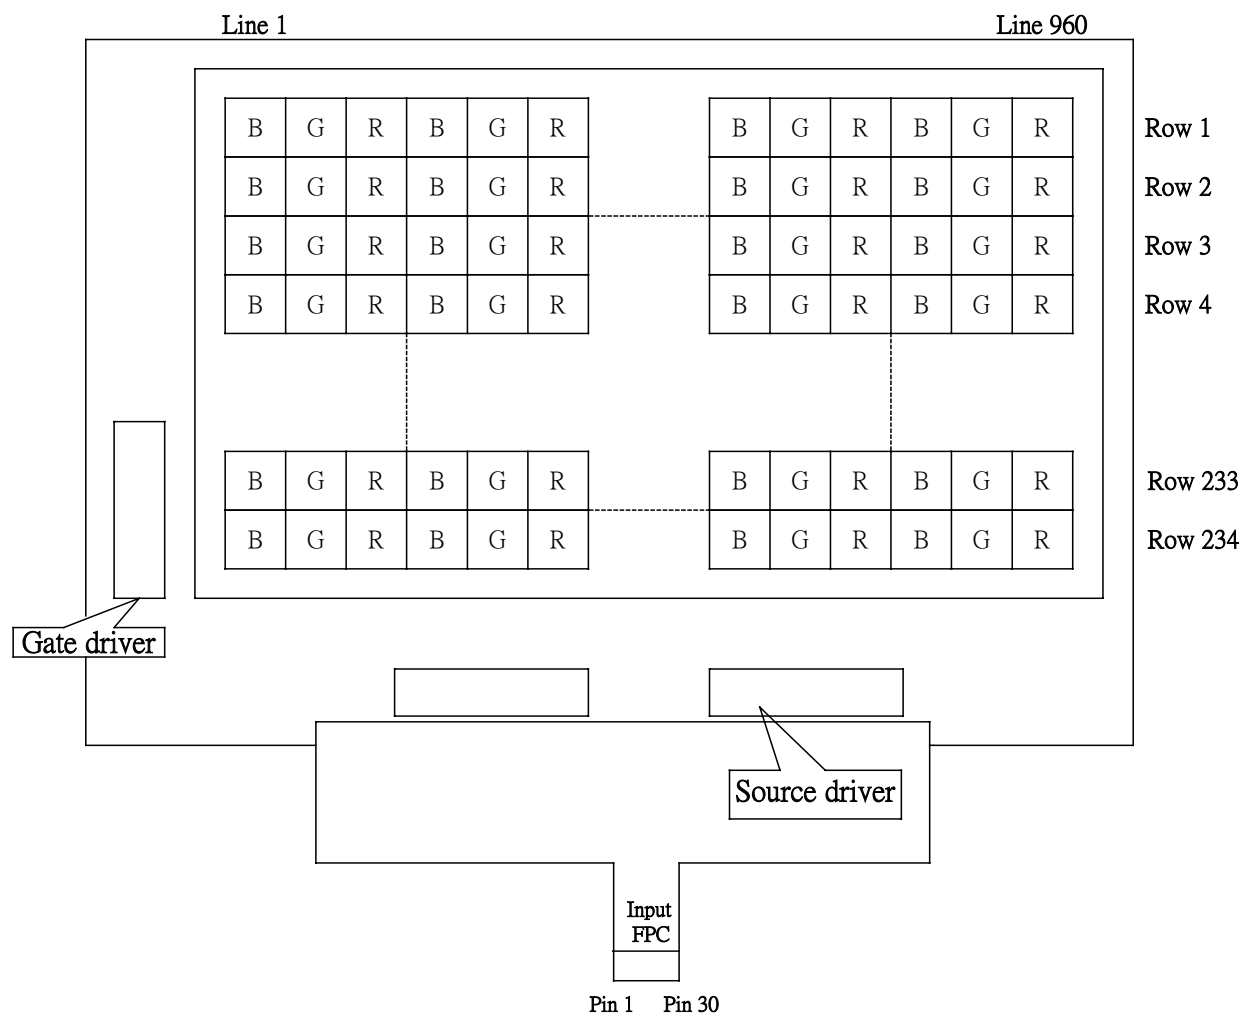 Line 1 Line 960
B G R B G R B G R B G R Row 1
B G R B G R B G R B G R Row 2
B G R B G R B G R B G R Row 3
B G R B G R B G R B G R Row 4
B G R B G R B G R B G R Row 233
B G R B G R B G R B G R Row 234
Gate driver
Source driver
Input
FPC
Pin 1 Pin 30